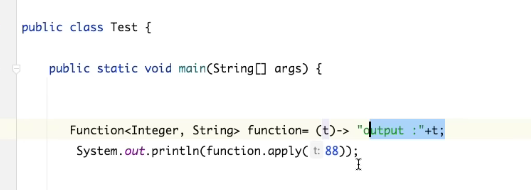 public class Test {
public static void main(String[] args) {
Function<Integer, String> function= (t)-> "output :"+t;
System.out.println(function.apply( t: 88));